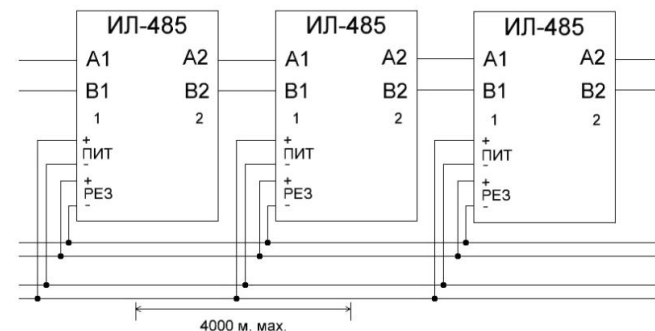 ИЛ-485 ИЛ-485 ИЛ-485
A1 A2 A1 A2 A1 A2
B1 B2 B1 B2 B1 B2
1 2 1 2 1 2
+ + +
ПИТ ПИТ ПИТ
- - -
+ + +
РЕЗ РЕЗ РЕЗ
- - -
4000 м. мах.